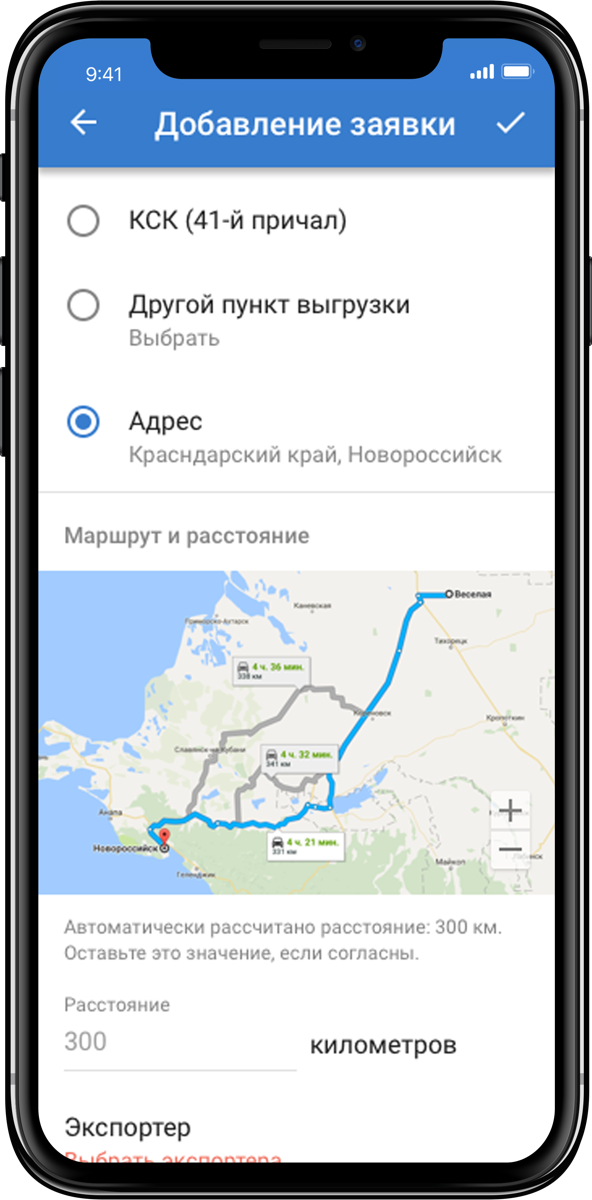 9:41
Добавление заявки
КСК (41-й причал)
Другой пункт выгрузки
Выбрать
Адрес
Красндарский край, Новороссийск
Маршрут и расстояние
Веселая
Каневская
Приморско-Ахтарск
Тихорецк
4 ч. 36 мин.
338 км
Кореновск
Кропоткин
Славянск-на-Кубани
4 ч. 32 мин.
341 км
Анапа
Новороссийск
4 ч. 21 мин.
331 км
Майкоп
Геленджик
Автоматически рассчитано расстояние: 300 км.
Оставьте это значение, если согласны.
Расстояние
300 километров
Экспортер
Выбрать экспортера